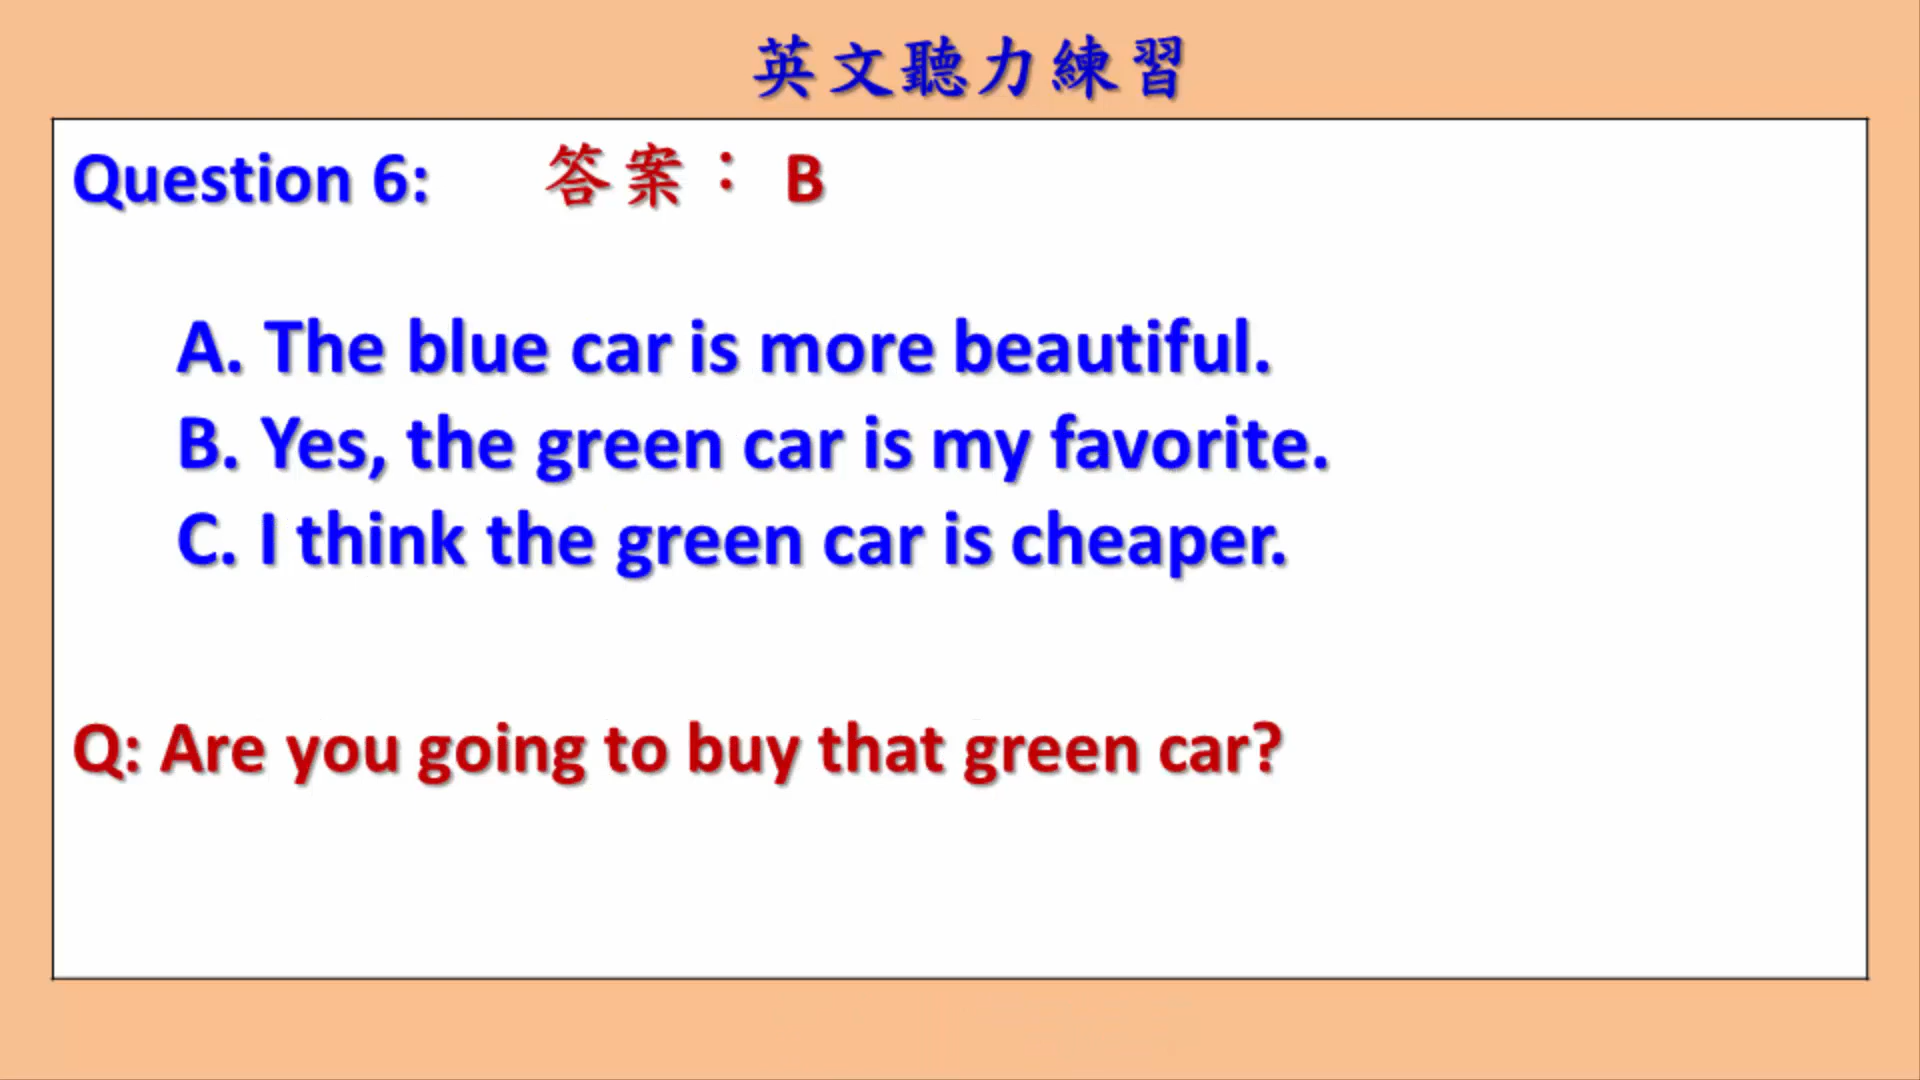 英文聽力練習
Question 6: 答案： B
A. The blue car is more beautiful.
B. Yes, the green car is my favorite.
C. I think the green car is cheaper.
Q: Are you going to buy that green car?